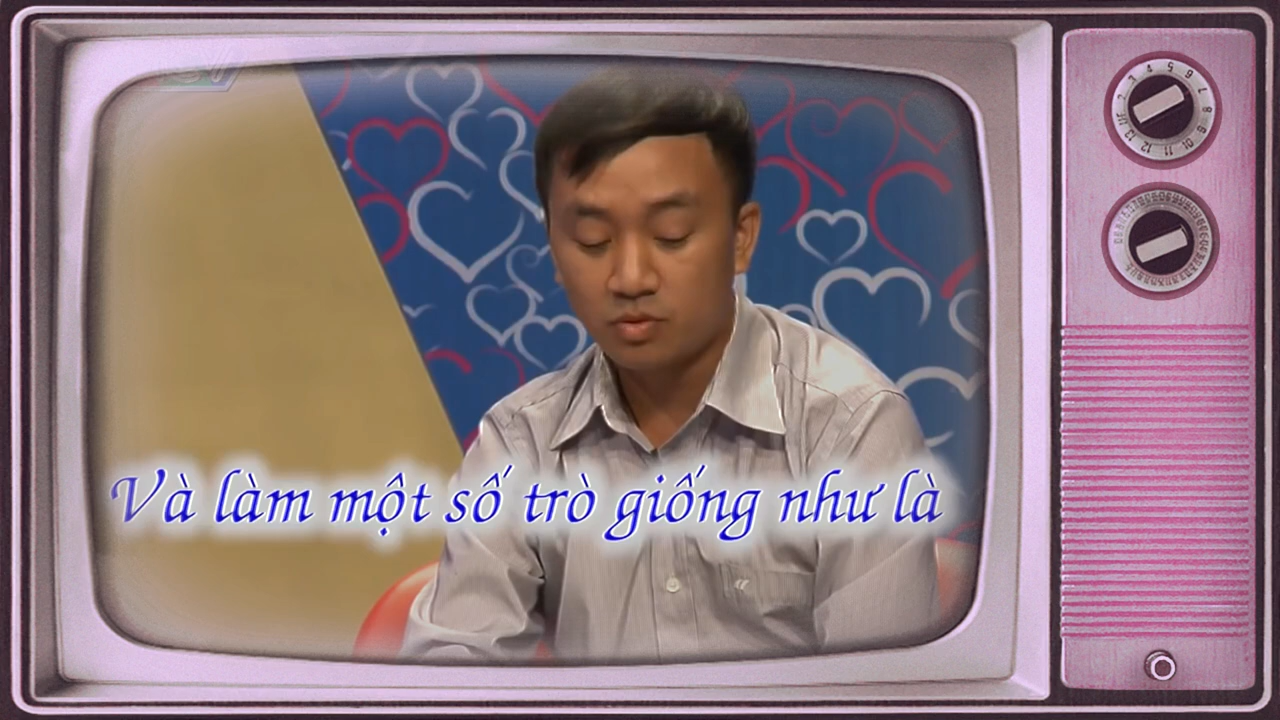 Và làm một số trò giống như là